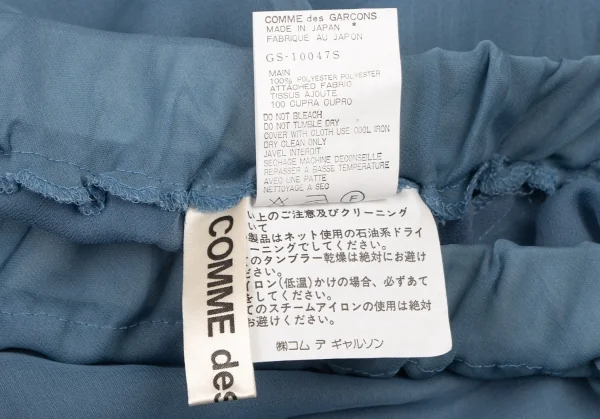 COMME des GARCONS
MADE IN JAPAN
FABRIQUE AU JAPON
GS-10047S
MAIN
100% POLYESTER POLYESTER
ATTACHED FABRIC
TISSUS AJOUTE
100 CUPRA CUPRO
DO NOT BLEACH
DO NOT TUMBLE DRY
COVER WITH CLOTH USE COOL IRON
DRY CLEAN ONLY
JAVEL INTERDIT
SECHAGE MACHINE DECONSEILLE
REPASSER A BASSE TEMPERATURE
AVEC UNE PATTE
NETTOYAGE A SEC
F
い上のご注意及びクリーニング
いて
製品はネット使用の石油系ドライ
ーニングでしてください。
のタンブラー乾燥は絶対にお避け
さい。
イロン(低温)かけの場合、必ずあて
てしてください。
てのスチームアイロンの使用は絶対
お避けください。
㈱コム デ ギャルソン
COMME des